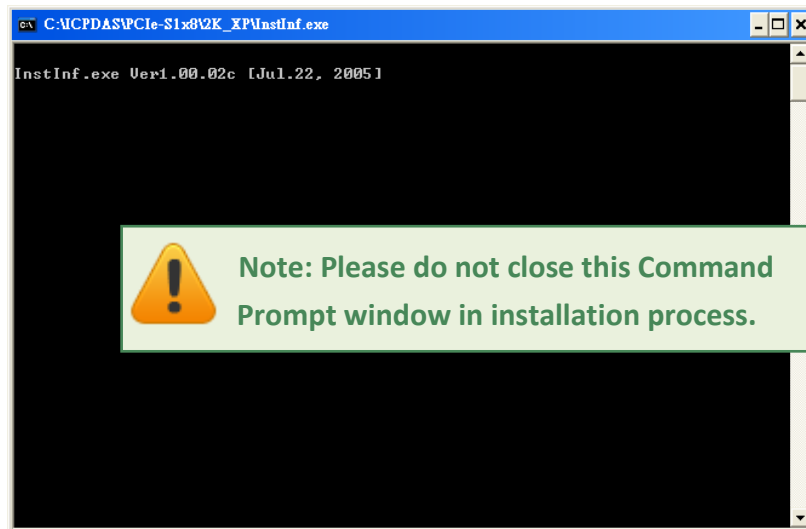 C:\ICPDAS\PCIe-S1x8\2K_XP\InstInf.exe
InstInf.exe Ver1.00.02c [Jul.22, 2005]
Note: Please do not close this Command
Prompt window in installation process.